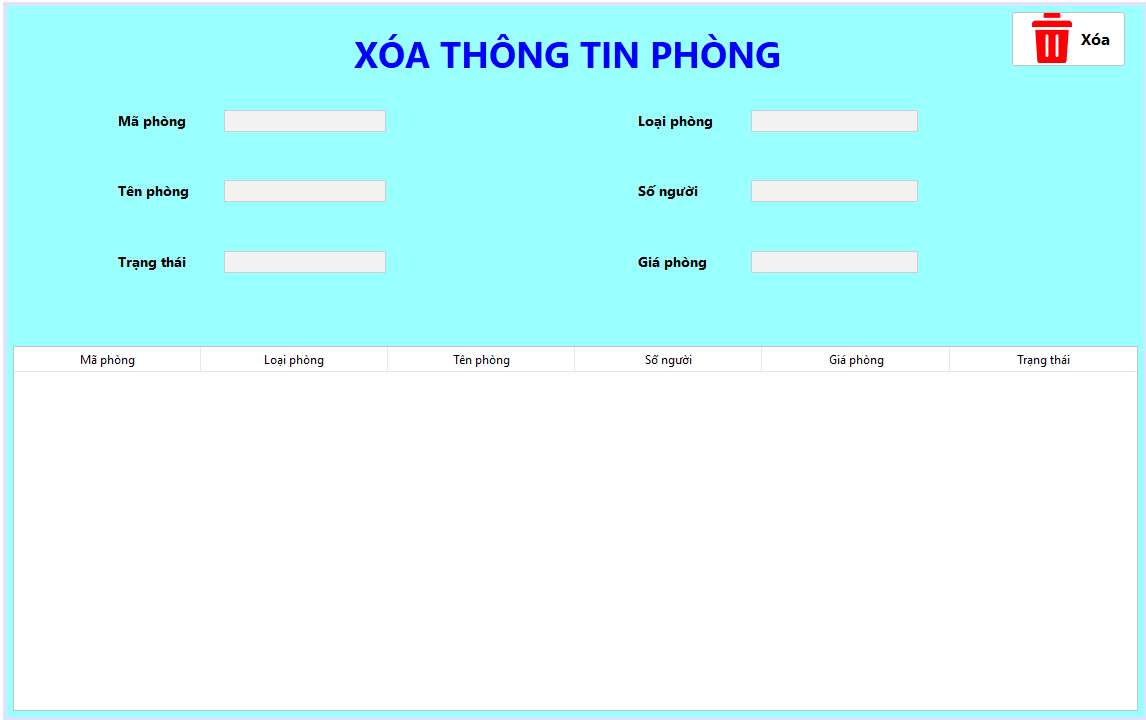 XÓA THÔNG TIN PHÒNG
Xóa
Mã phòng
Loại phòng
Tên phòng
Số người
Trạng thái
Giá phòng
Mã phòng Loại phòng Tên phòng Số người Giá phòng Trạng thái